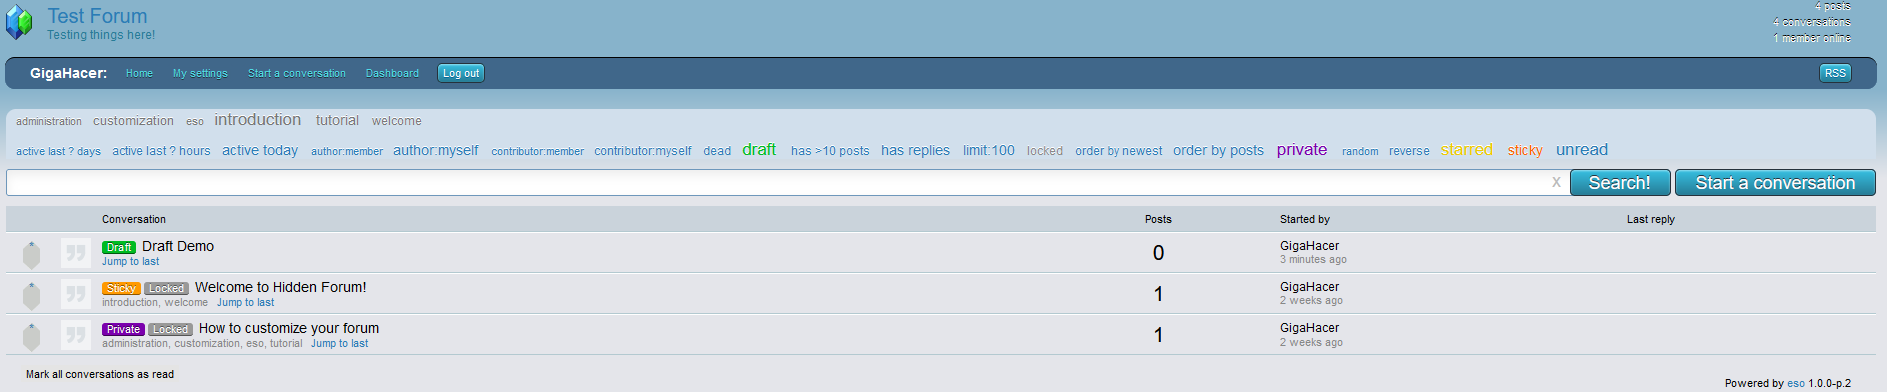 Test Forum
Testing things here!
4 posts
4 conversations
1 member online
GigaHacer: Home My settings Start a conversation Dashboard Log out RSS
administration customization eso introduction tutorial welcome
active last ? days active last ? hours active today author:member author:myself contributor:member contributor:myself dead draft has >10 posts has replies limit:100 locked order by newest order by posts private random reverse starred sticky unread
x Search! Start a conversation
Conversation Posts Started by Last reply
* Draft Draft Demo 0 GigaHacer
Jump to last 3 minutes ago
* Sticky Locked Welcome to Hidden Forum! 1 GigaHacer
introduction, welcome Jump to last 2 weeks ago
* Private Locked How to customize your forum 1 GigaHacer
administration, customization, eso, tutorial Jump to last 2 weeks ago
Mark all conversations as read
Powered by eso 1.0.0-p.2